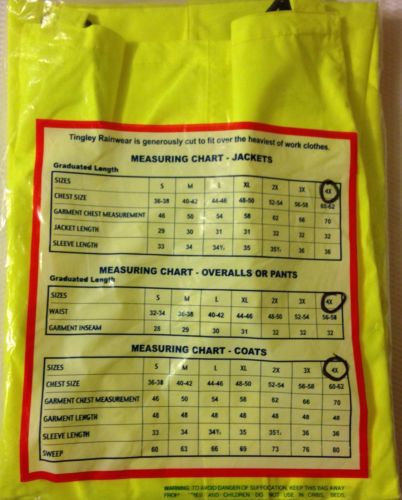 Tingley Rainwear is generously cut to fit over the heaviest of work clothes.
MEASURING CHART - JACKETS
Graduated Length
SIZES S M L XL 2X 3X 4X
CHEST SIZE 36-38 40-42 44-46 48-50 52-54 56-58 60-62
GARMENT CHEST MEASUREMENT 46 50 54 58 62 66 70
JACKET LENGTH 29 30 31 31 32 32 32
SLEEVE LENGTH 33 34 34½ 35 35½ 36 36
MEASURING CHART - OVERALLS OR PANTS
Graduated Length
SIZES S M L XL 2X 3X 4X
WAIST 32-34 36-38 40-42 44-46 48-50 52-54 56-58
GARMENT INSEAM 28 29 30 31 32 32 32
MEASURING CHART - COATS
SIZES S M L XL 2X 3X 4X
CHEST SIZE 36-38 40-42 44-46 48-50 52-54 56-58 60-62
GARMENT CHEST MEASUREMENT 46 50 54 58 62 66 70
GARMENT LENGTH 48 48 48 48 48 48 48
SLEEVE LENGTH 33 34 34½ 35 35½ 36 36
SWEEP 60 63 66 69 73 76 80
WARNING: TO AVOID DANGER OF SUFFOCATION, KEEP THIS BAG AWAY
FROM AND CHILDREN DO NOT USE IN CRIBS, BEDS,